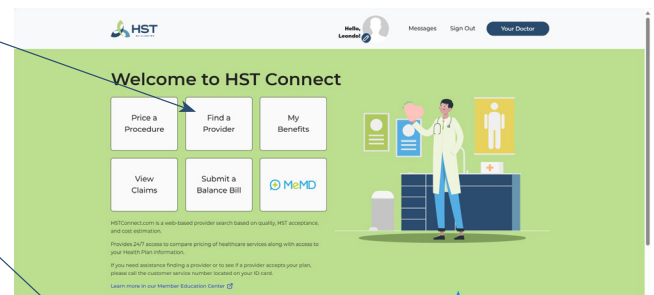 HST
Hello,
Leondo!
Messages
Sign Out
Your Doctor
Welcome to HST Connect
Price a
Procedure
Find a
Provider
My
Benefits
View
Claims
Submit a
Balance Bill
MeMD
HSTConnect.com is a web-based provider search based on quality, HST acceptance,
and cost estimation.
Provides 24/7 access to compare pricing of healthcare services along with access to
your Health Plan Information.
If you need assistance finding a provider or to see if a provider accepts your plan,
please call the customer service number located on your ID card.
Learn more in our Member Education Center